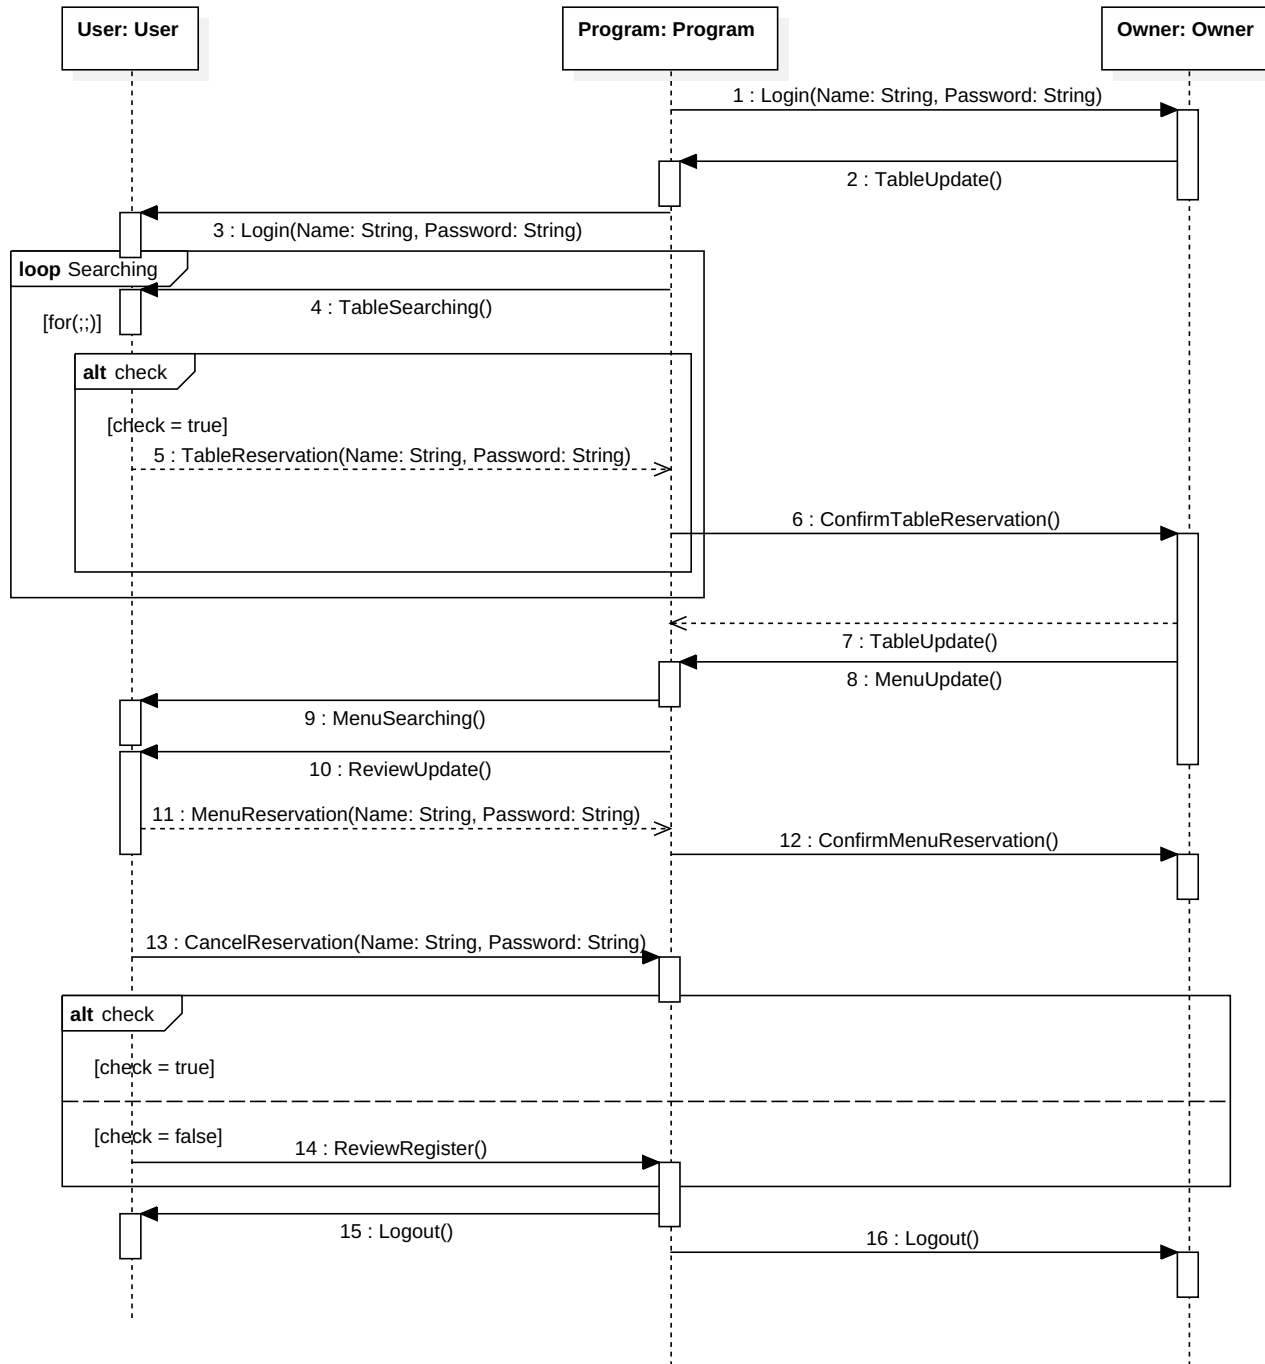 User: User
Program: Program
Owner: Owner
1 : Login(Name: String, Password: String)
2 : TableUpdate()
3 : Login(Name: String, Password: String)
loop Searching
4 : TableSearching()
[for(;;)]
alt check
[check = true]
5 : TableReservation(Name: String, Password: String)
6 : ConfirmTableReservation()
7 : TableUpdate()
8 : MenuUpdate()
9 : MenuSearching()
10 : ReviewUpdate()
11 : MenuReservation(Name: String, Password: String)
12 : ConfirmMenuReservation()
13 : CancelReservation(Name: String, Password: String)
alt check
[check = true]
[check = false]
14 : ReviewRegister()
15 : Logout()
16 : Logout()